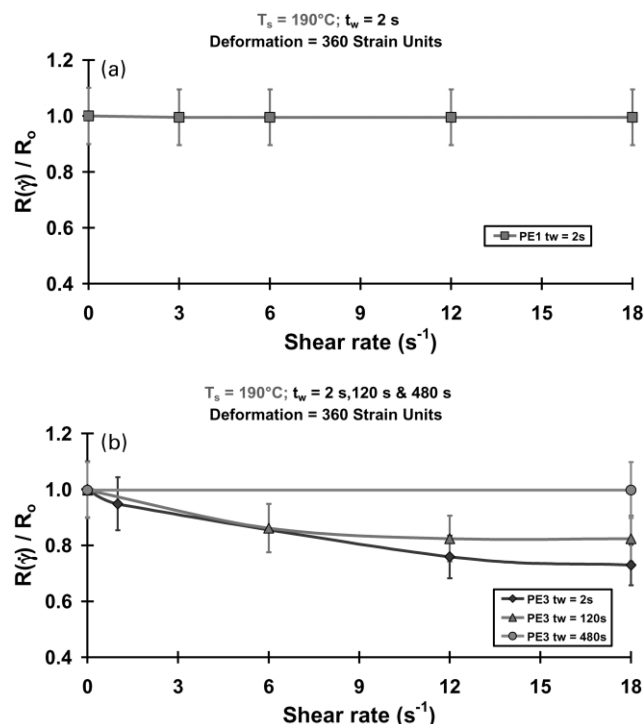 Tₛ = 190°C; t_w = 2 s
Deformation = 360 Strain Units
(a)
1.2
1.0
0.8
0.6
0.4
R(γ̇) / Rₒ
PE1 tw = 2s
0 3 6 9 12 15 18
Shear rate (s⁻¹)
Tₛ = 190°C; t_w = 2 s,120 s & 480 s
Deformation = 360 Strain Units
(b)
1.2
1.0
0.8
0.6
0.4
R(γ̇) / Rₒ
PE3 tw = 2s
PE3 tw = 120s
PE3 tw = 480s
0 3 6 9 12 15 18
Shear rate (s⁻¹)